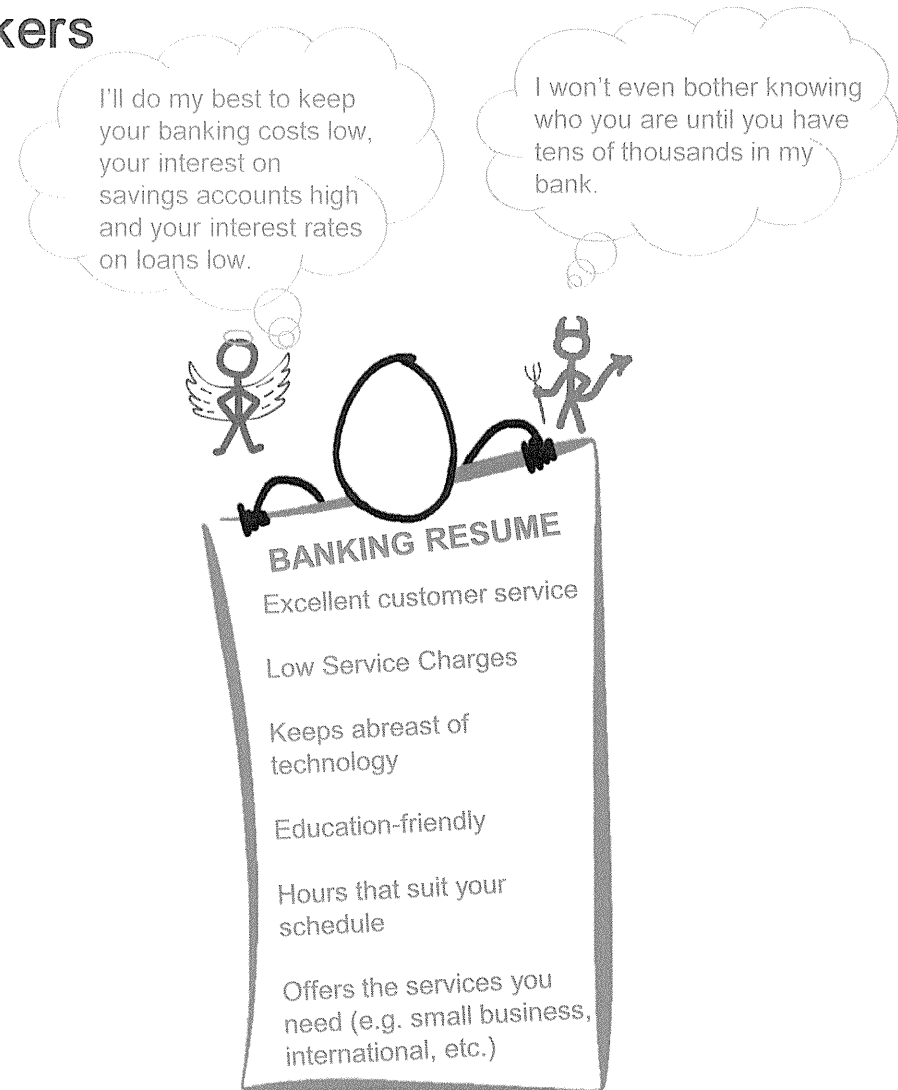 kers
I'll do my best to keep
your banking costs low,
your interest on
savings accounts high
and your interest rates
on loans low.
I won't even bother knowing
who you are until you have
tens of thousands in my
bank.
BANKING RESUME
Excellent customer service
Low Service Charges
Keeps abreast of
technology
Education-friendly
Hours that suit your
schedule
Offers the services you
need (e.g. small business,
international, etc.)